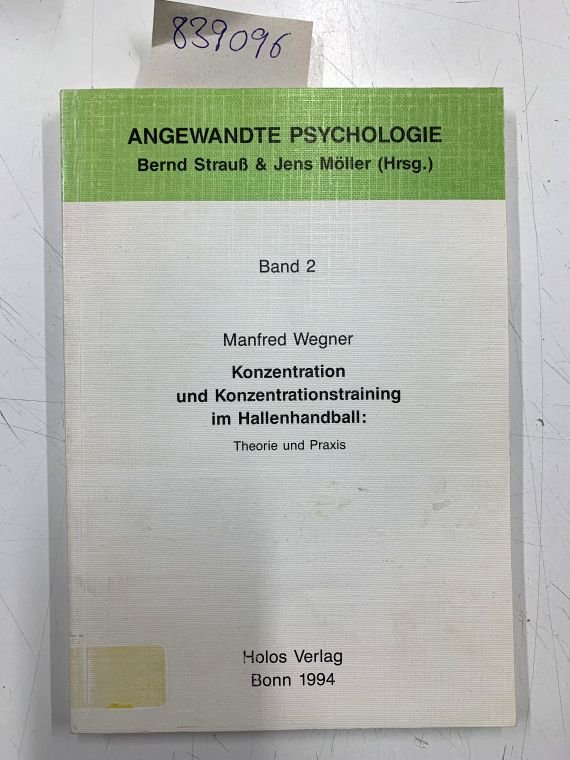 839096
ANGEWANDTE PSYCHOLOGIE
Bernd Strauß & Jens Möller (Hrsg.)
Band 2
Manfred Wegner
Konzentration
und Konzentrationstraining
im Hallenhandball:
Theorie und Praxis
Holos Verlag
Bonn 1994